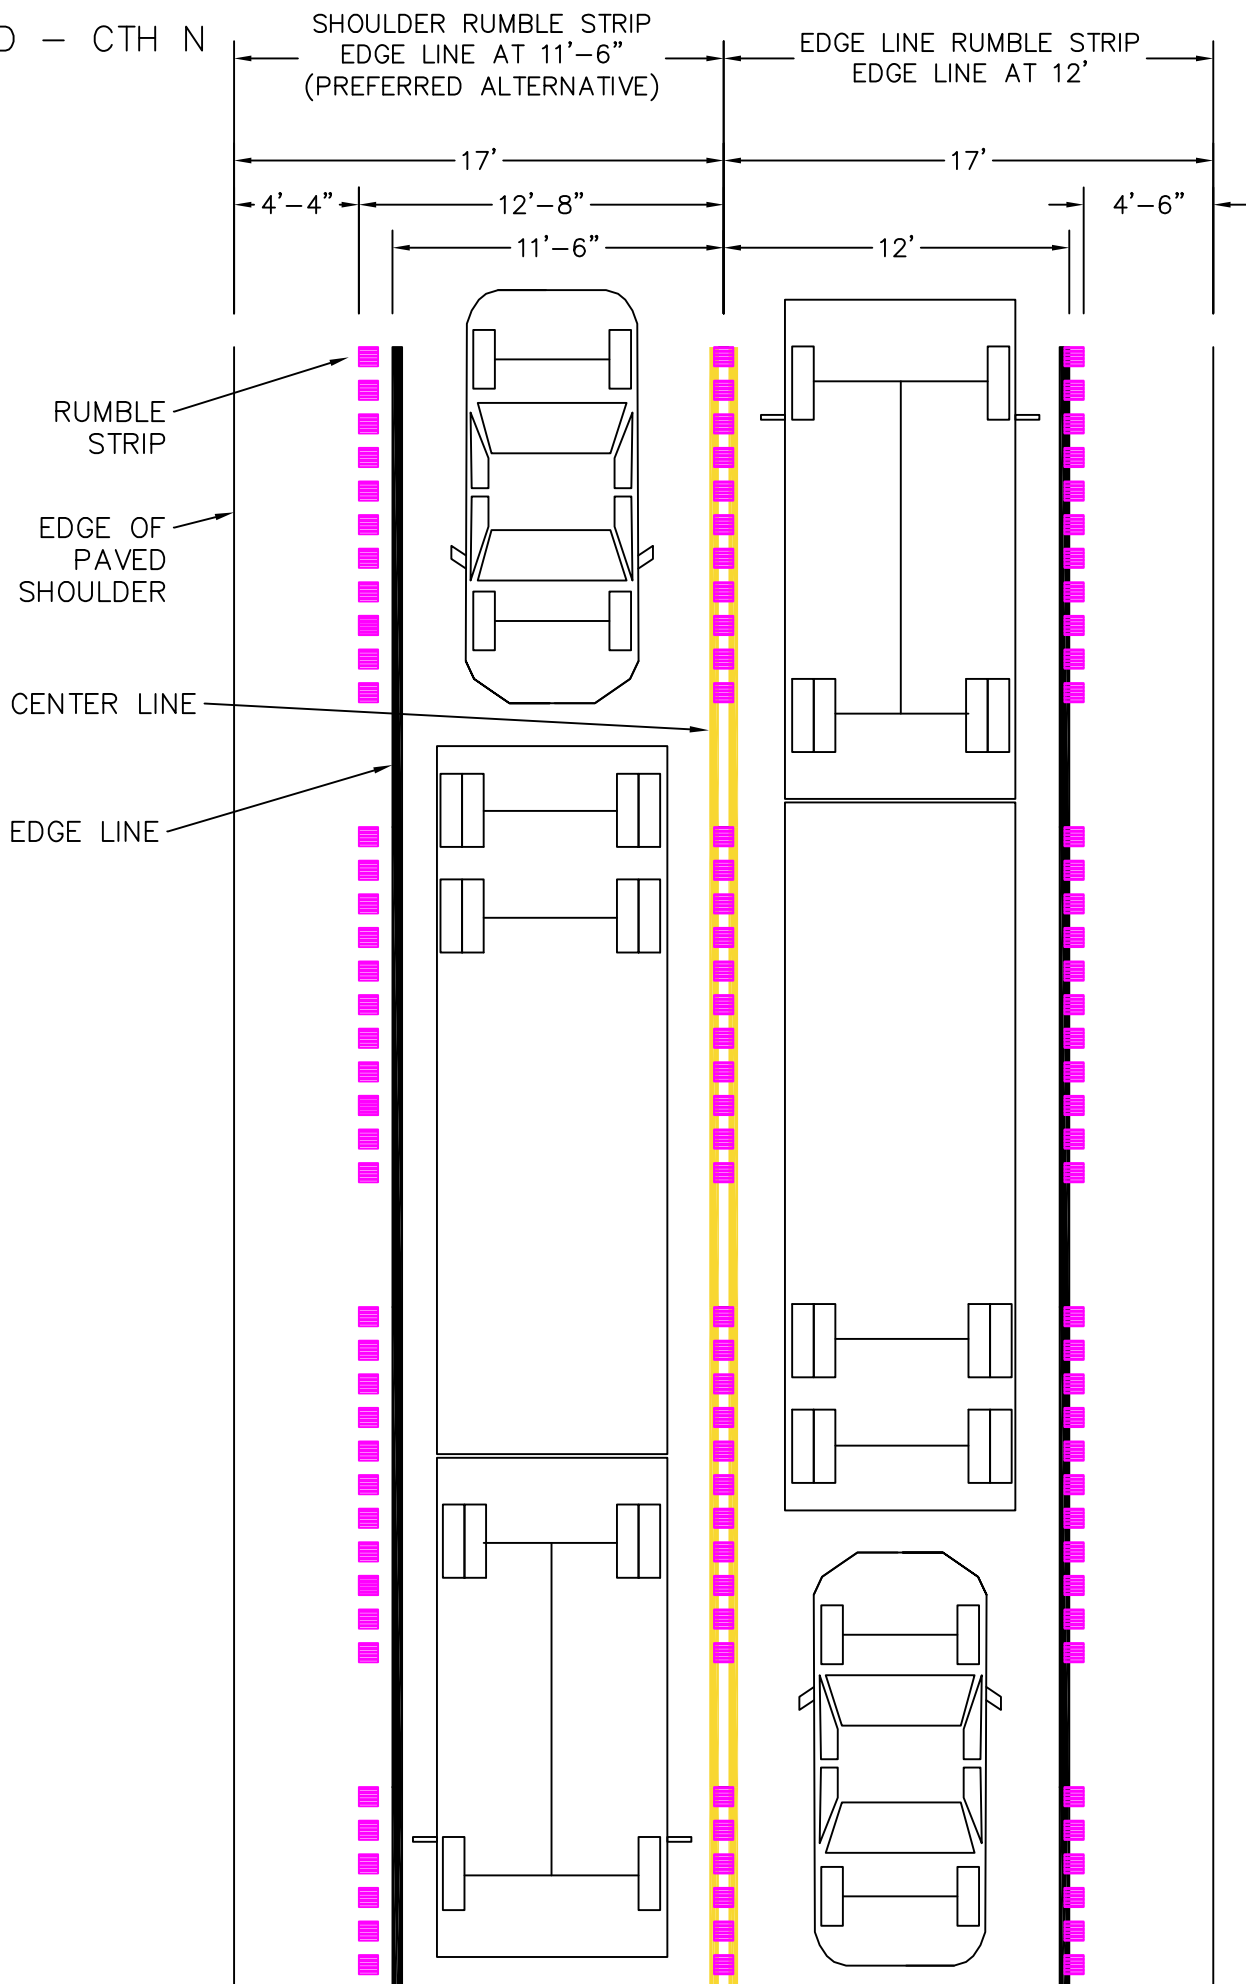 – CTH N
SHOULDER RUMBLE STRIP
EDGE LINE AT 11'–6"
(PREFERRED ALTERNATIVE)
EDGE LINE RUMBLE STRIP
EDGE LINE AT 12'
17'
17'
4'–4"
12'–8"
4'–6"
11'–6"
12'
RUMBLE
STRIP
EDGE OF
PAVED
SHOULDER
CENTER LINE
EDGE LINE